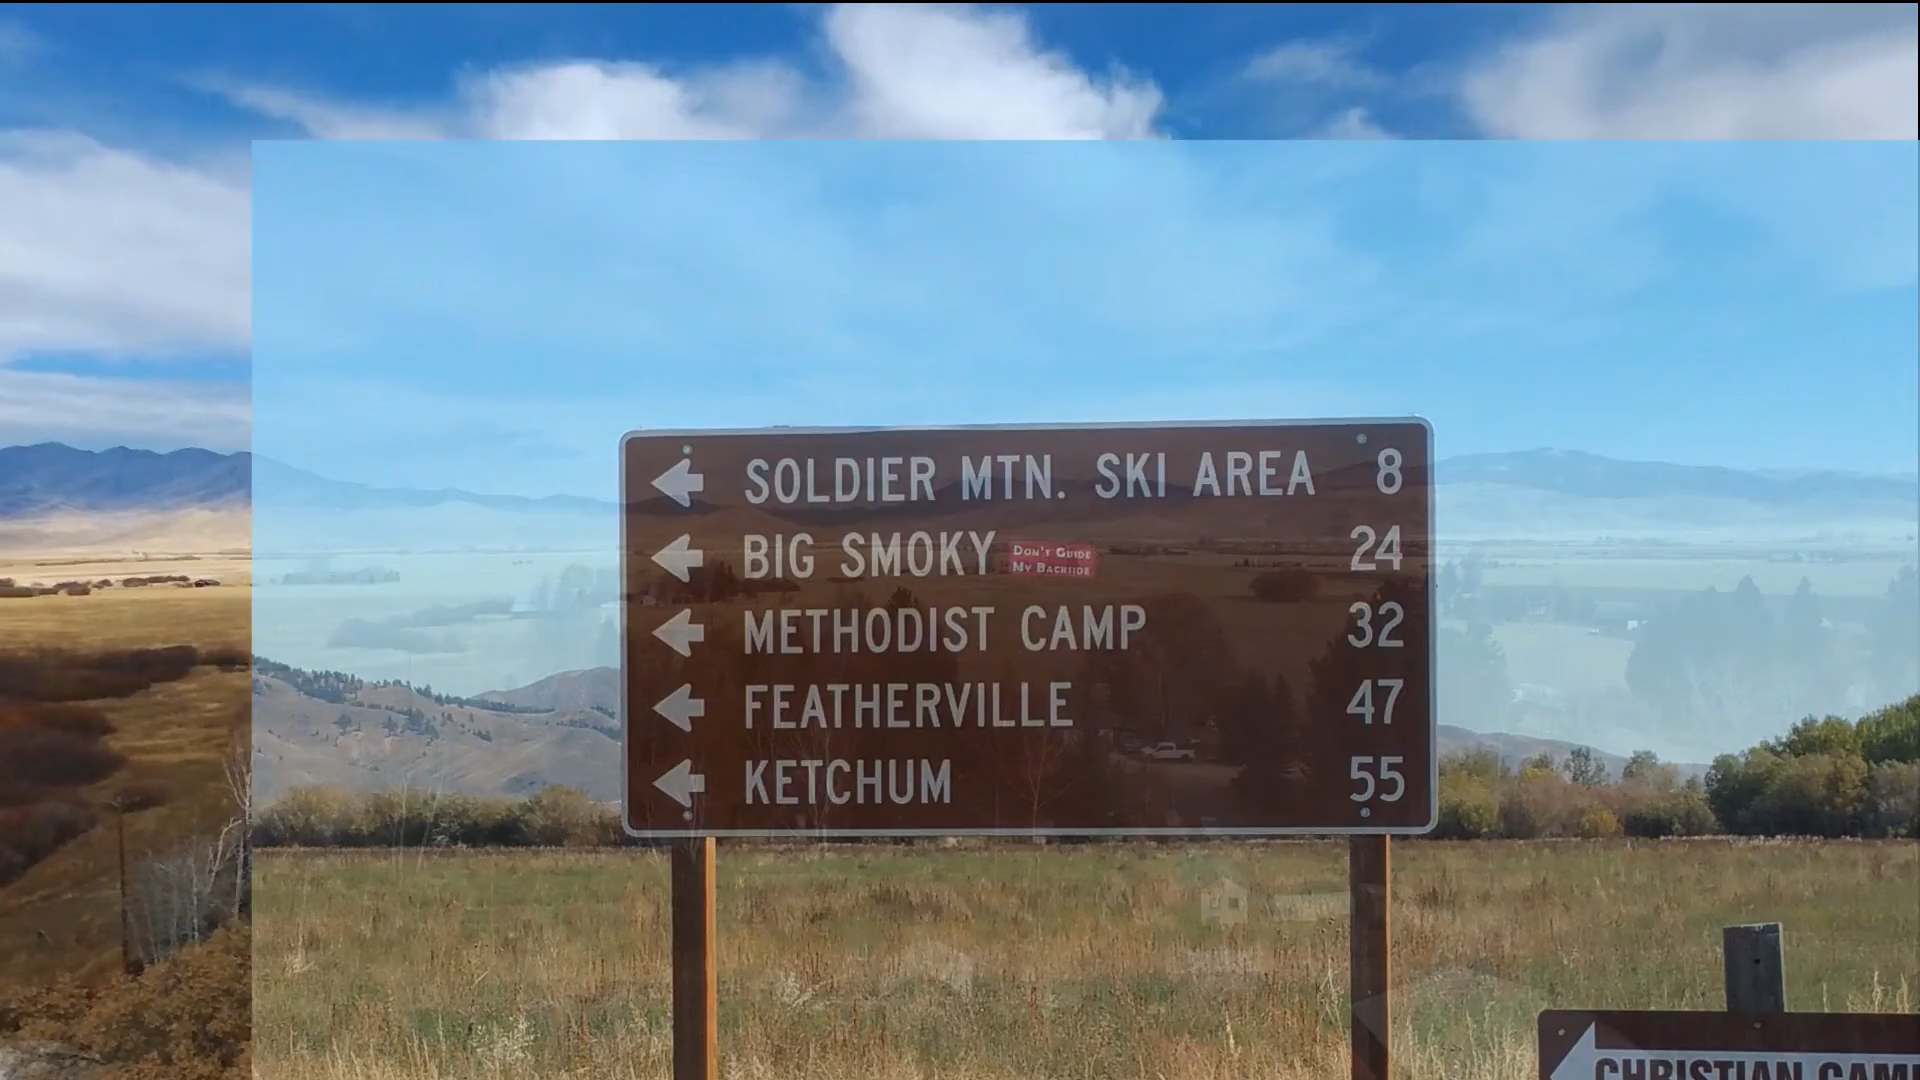 SOLDIER MTN. SKI AREA 8
BIG SMOKY 24
DON'T GUIDE
MY BACKSIDE
METHODIST CAMP 32
FEATHERVILLE 47
KETCHUM 55
CHRISTIAN